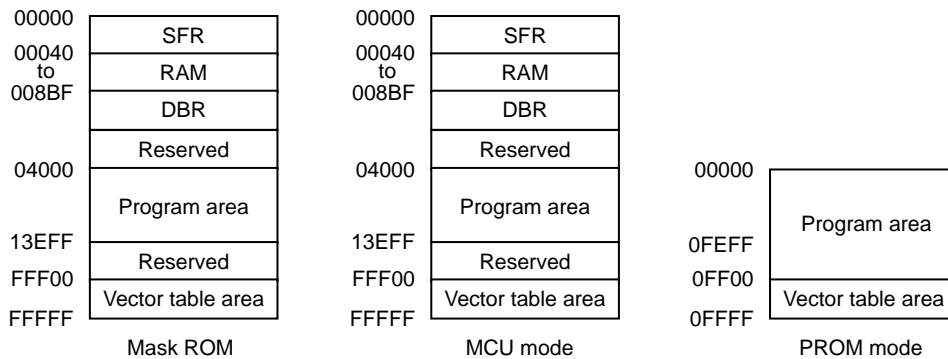 00000
SFR
00040
to
008BF
RAM
DBR
Reserved
04000
Program area
13EFF
Reserved
FFF00
Vector table area
FFFFF
Mask ROM
00000
SFR
00040
to
008BF
RAM
DBR
Reserved
04000
Program area
13EFF
Reserved
FFF00
Vector table area
FFFFF
MCU mode
00000
Program area
0FEFF
0FF00
Vector table area
0FFFF
PROM mode